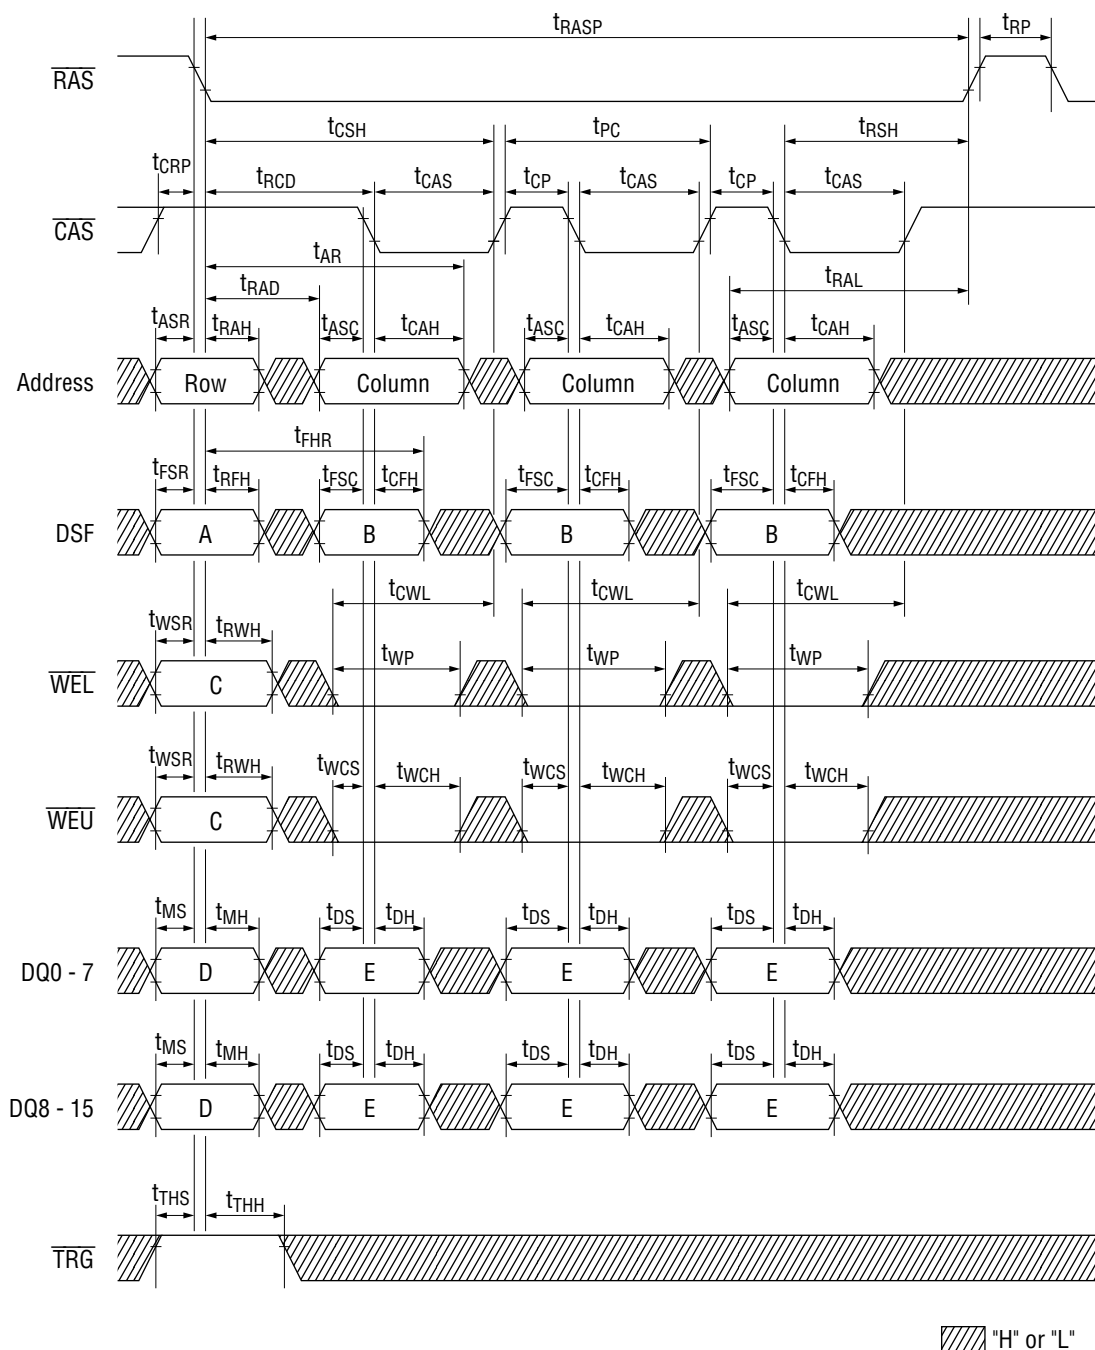 tRASP tRP
RAS
tCSH tPC tRSH
tCRP tRCD tCAS tCP tCAS tCP tCAS
CAS
tAR
tRAD tRAL
tASR tRAH tASC tCAH tASC tCAH tASC tCAH
Address Row Column Column Column
tFHR
tFSR tRFH tFSC tCFH tFSC tCFH tFSC tCFH
DSF A B B B
tCWL tCWL tCWL
tWSR tRWH tWP tWP tWP
WEL C
tWSR tRWH tWCS tWCH tWCS tWCH tWCS tWCH
WEU C
tMS tMH tDS tDH tDS tDH tDS tDH
DQ0 - 7 D E E E
tMS tMH tDS tDH tDS tDH tDS tDH
DQ8 - 15 D E E E
tTHS tTHH
TRG
"H" or "L"